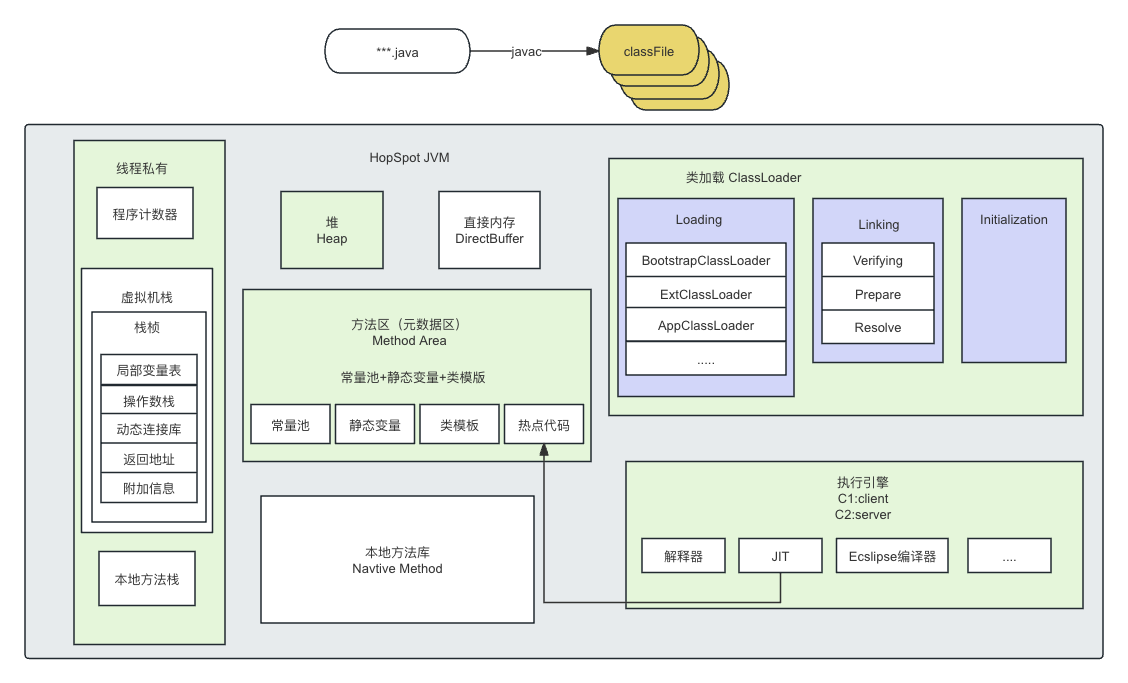 ***.java
javac
classFile
HopSpot JVM
线程私有
程序计数器
虚拟机栈
栈桢
局部变量表
操作数栈
动态连接库
返回地址
附加信息
本地方法栈
堆
Heap
直接内存
DirectBuffer
方法区（元数据区）
Method Area
常量池+静态变量+类模版
常量池
静态变量
类模板
热点代码
本地方法库
Navtive Method
类加载 ClassLoader
Loading
BootstrapClassLoader
ExtClassLoader
AppClassLoader
.....
Linking
Verifying
Prepare
Resolve
Initialization
执行引擎
C1:client
C2:server
解释器
JIT
Ecslipse编译器
....